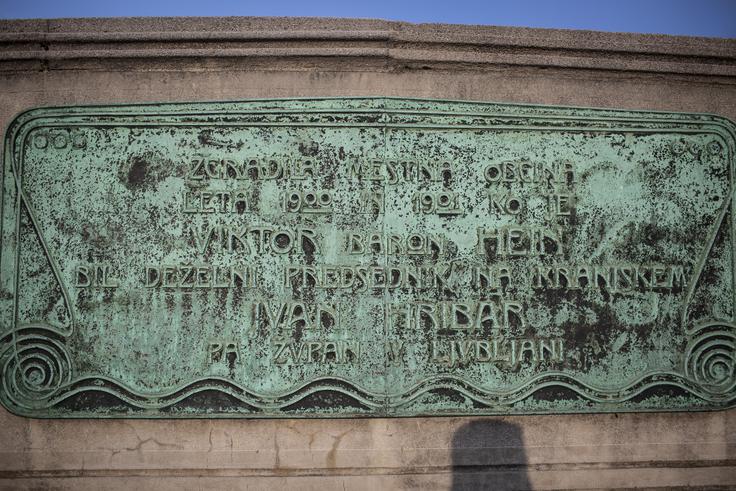 ZGRADILA MESTNA OBČINA
LETA 1900 IN 1901 KO JE
VIKTOR BARON HEIN
BIL DEŽELNI PREDSEDNIK NA KRANJSKEM
IVAN HRIBAR
PA ŽUPAN V LJUBLJANI